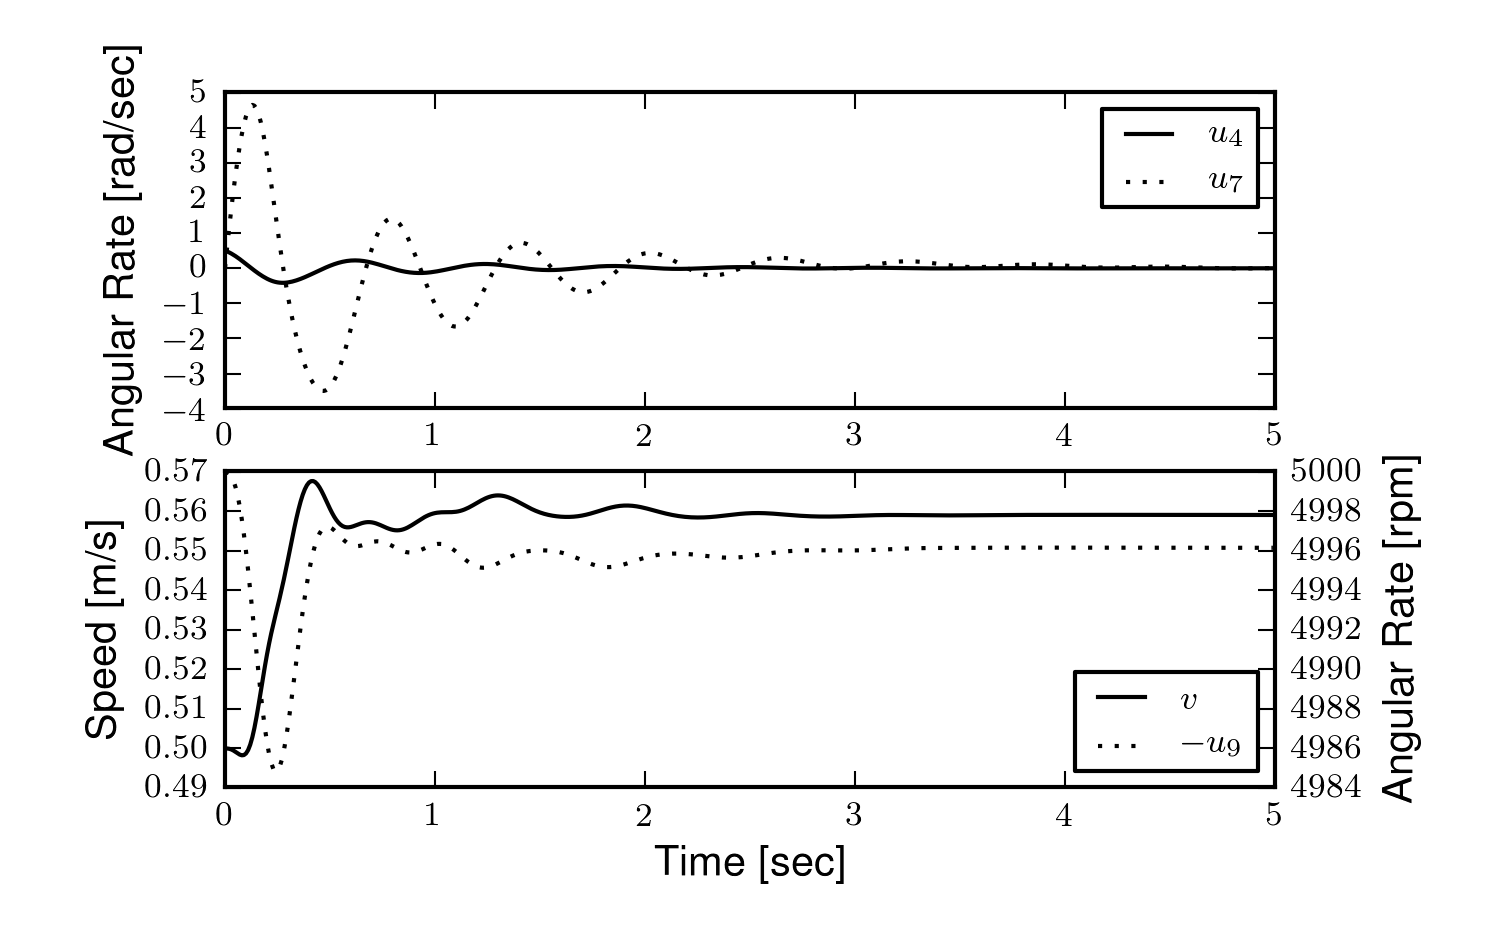 Angular Rate [rad/sec]
5
4
3
2
1
0
−1
−2
−3
−4
0 1 2 3 4 5
u4
u7
Speed [m/s]
0.57
0.56
0.55
0.54
0.53
0.52
0.51
0.50
0.49
0 1 2 3 4 5
Time [sec]
v
−u9
5000
4998
4996
4994
4992
4990
4988
4986
4984
Angular Rate [rpm]